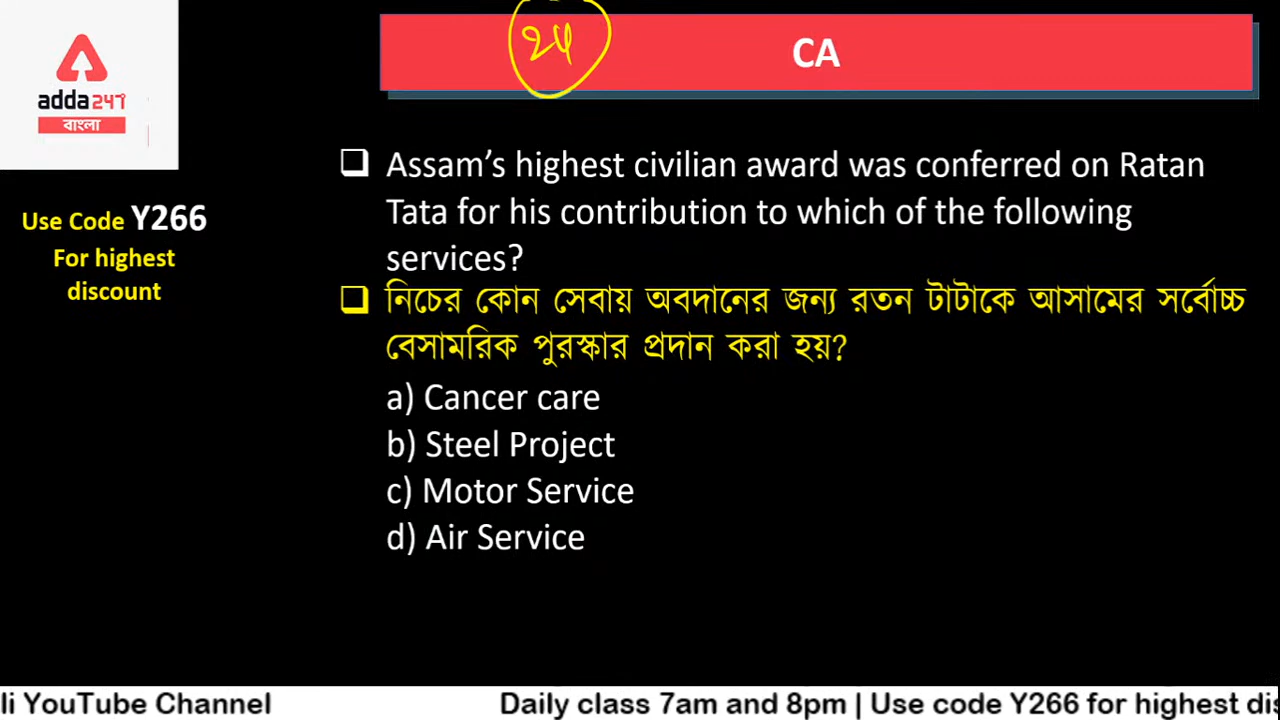 CA
adda247
বাংলা
Use Code Y266
For highest
discount
Assam's highest civilian award was conferred on Ratan
Tata for his contribution to which of the following
services?
নিচের কোন সেবায় অবদানের জন্য রতন টাটাকে আসামের সর্বোচ্চ
বেসামরিক পুরস্কার প্রদান করা হয়?
a) Cancer care
b) Steel Project
c) Motor Service
d) Air Service
li YouTube Channel Daily class 7am and 8pm | Use code Y266 for highest dis